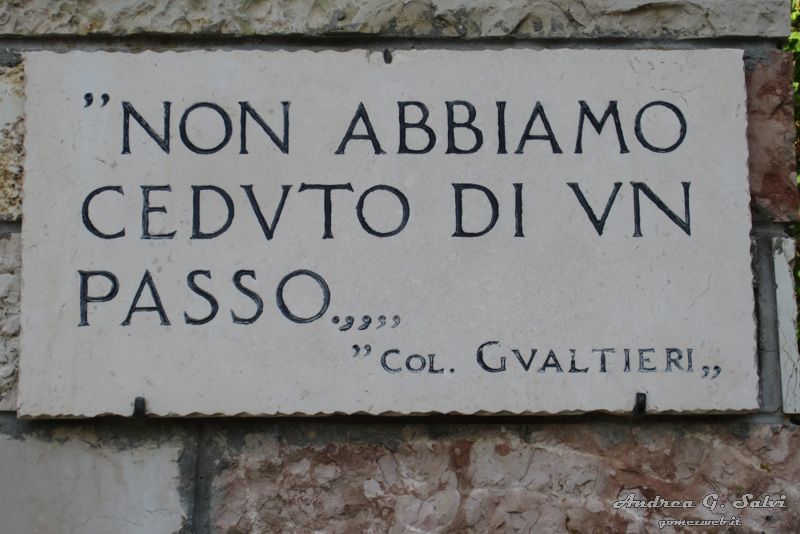 ”NON ABBIAMO
CEDVTO DI VN
PASSO.,,,,,
”COL. GVALTIERI„
Andrea G. Salvi
gomezweb.it